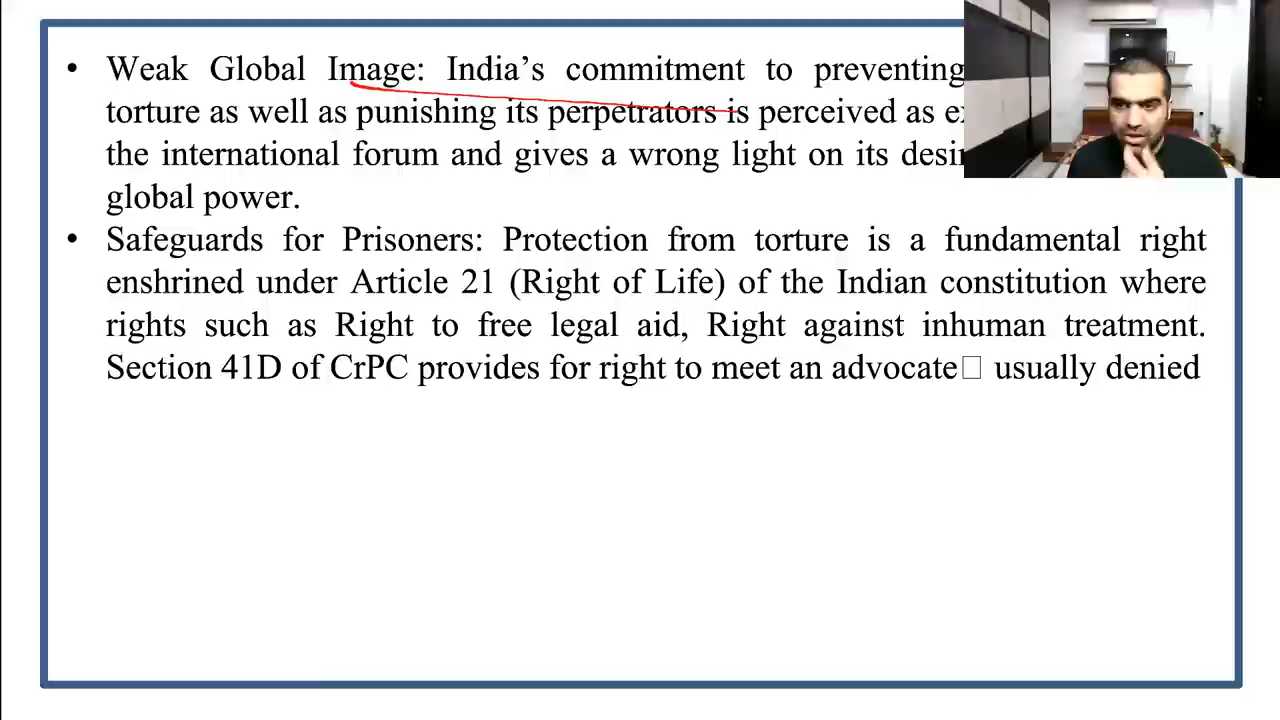 • Weak Global Image: India’s commitment to preventing
torture as well as punishing its perpetrators is perceived as
the international forum and gives a wrong light on its
global power.
• Safeguards for Prisoners: Protection from torture is a fundamental right
enshrined under Article 21 (Right of Life) of the Indian constitution where
rights such as Right to free legal aid, Right against inhuman treatment.
Section 41D of CrPC provides for right to meet an advocate□ usually denied